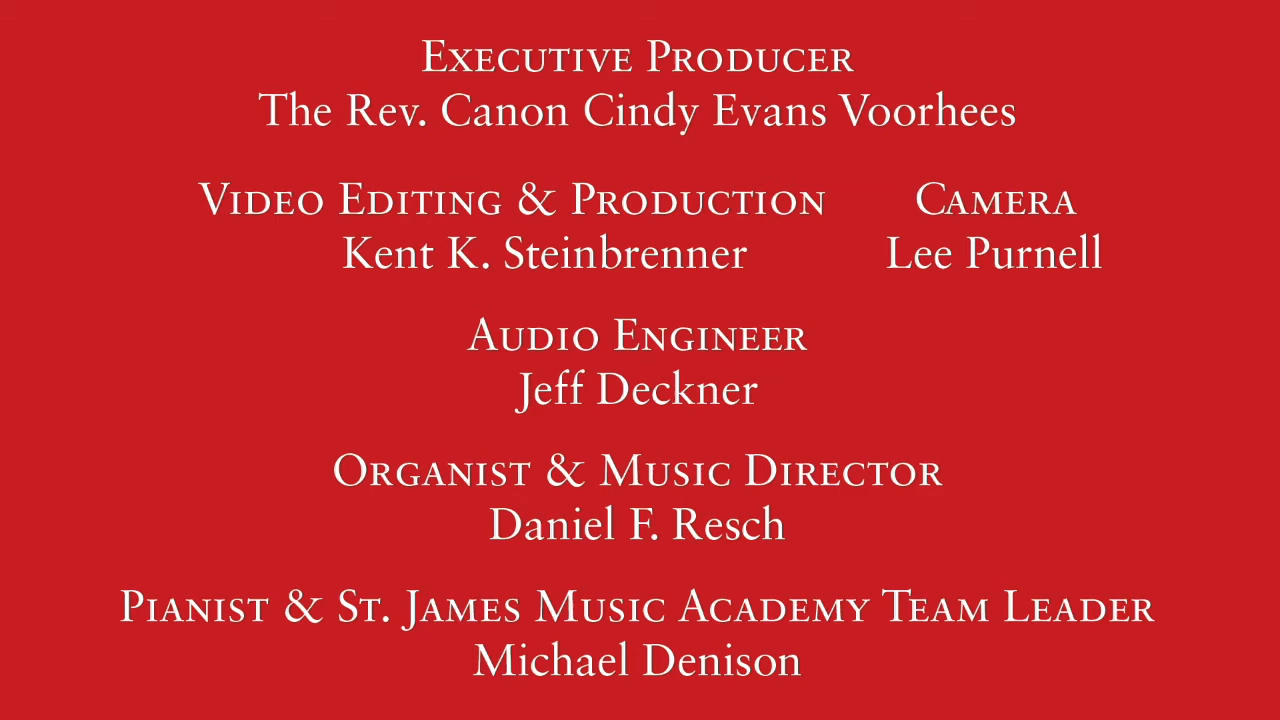 Executive Producer
The Rev. Canon Cindy Evans Voorhees
Video Editing & Production
Kent K. Steinbrenner
Camera
Lee Purnell
Audio Engineer
Jeff Deckner
Organist & Music Director
Daniel F. Resch
Pianist & St. James Music Academy Team Leader
Michael Denison